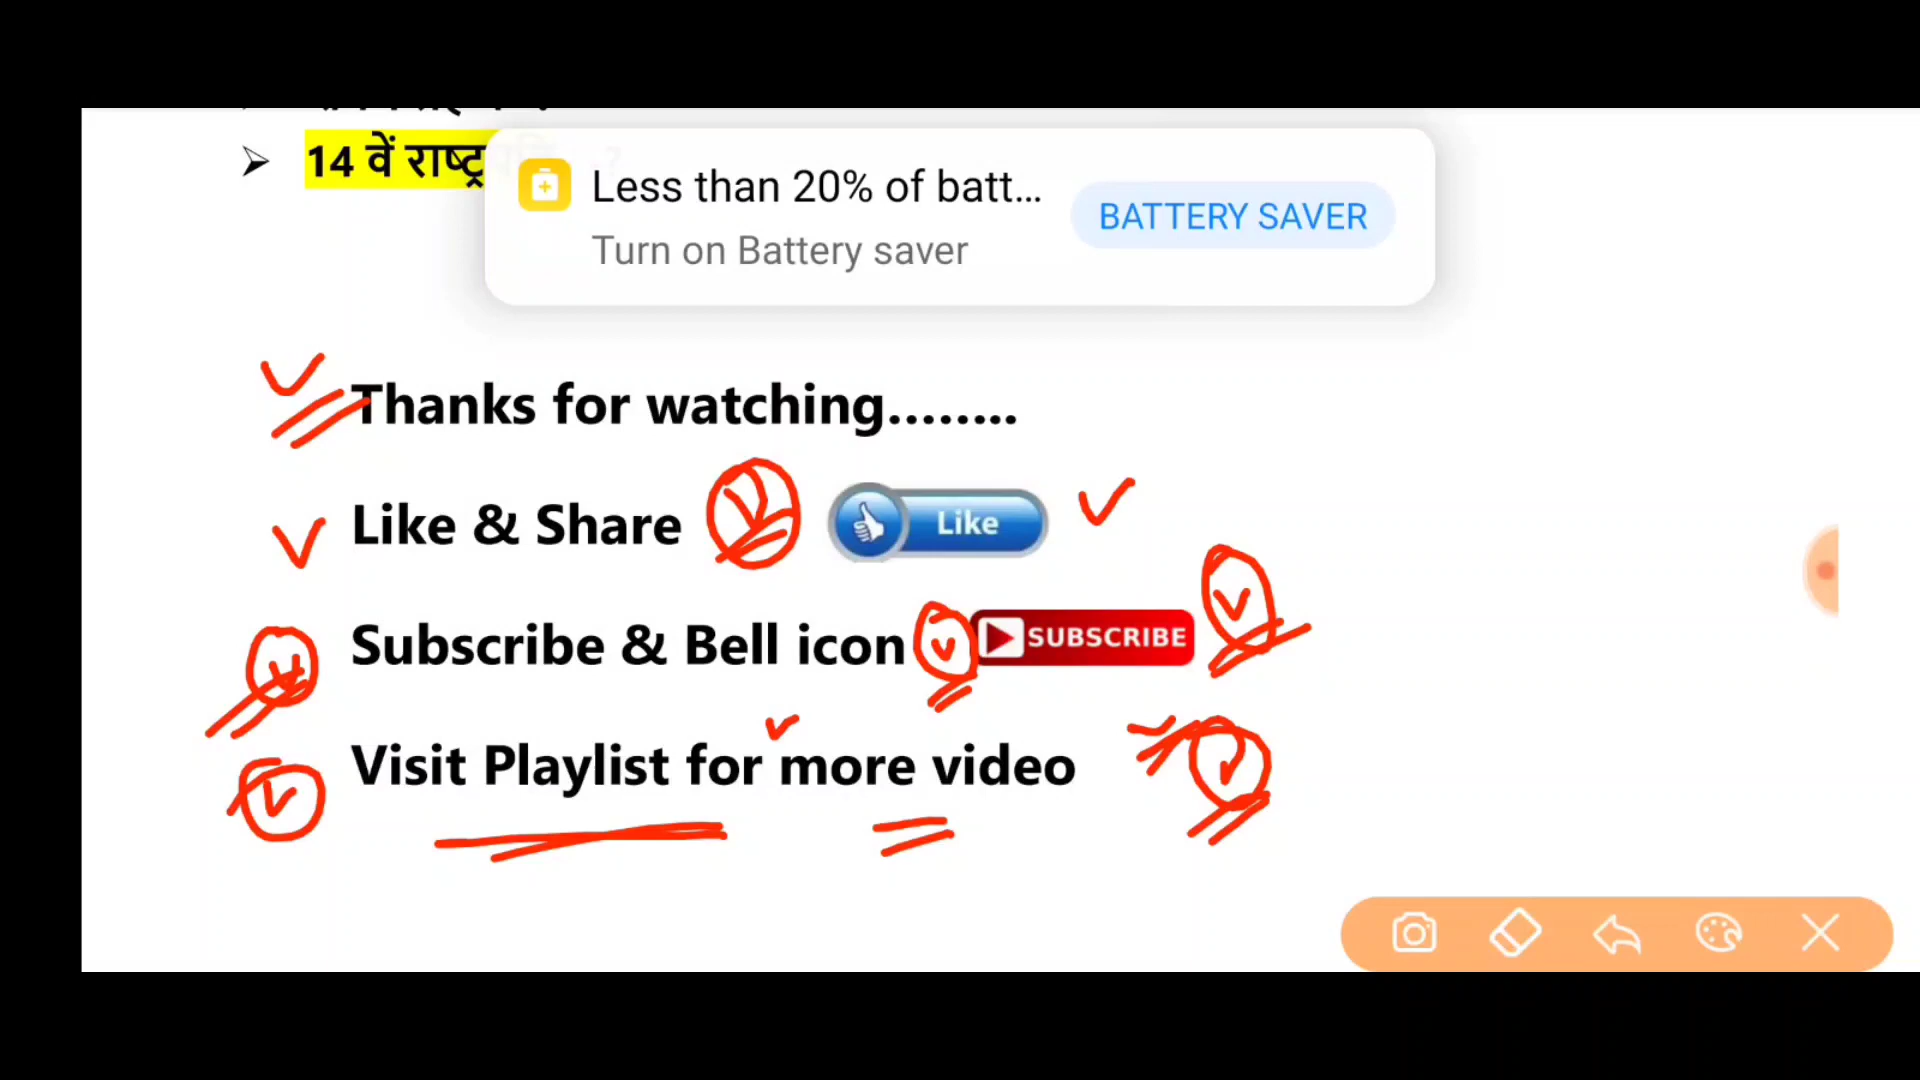 14 वें राष्ट्र
Less than 20% of batt...
Turn on Battery saver
BATTERY SAVER
Thanks for watching........
Like & Share
Like
Subscribe & Bell icon
SUBSCRIBE
Visit Playlist for more video